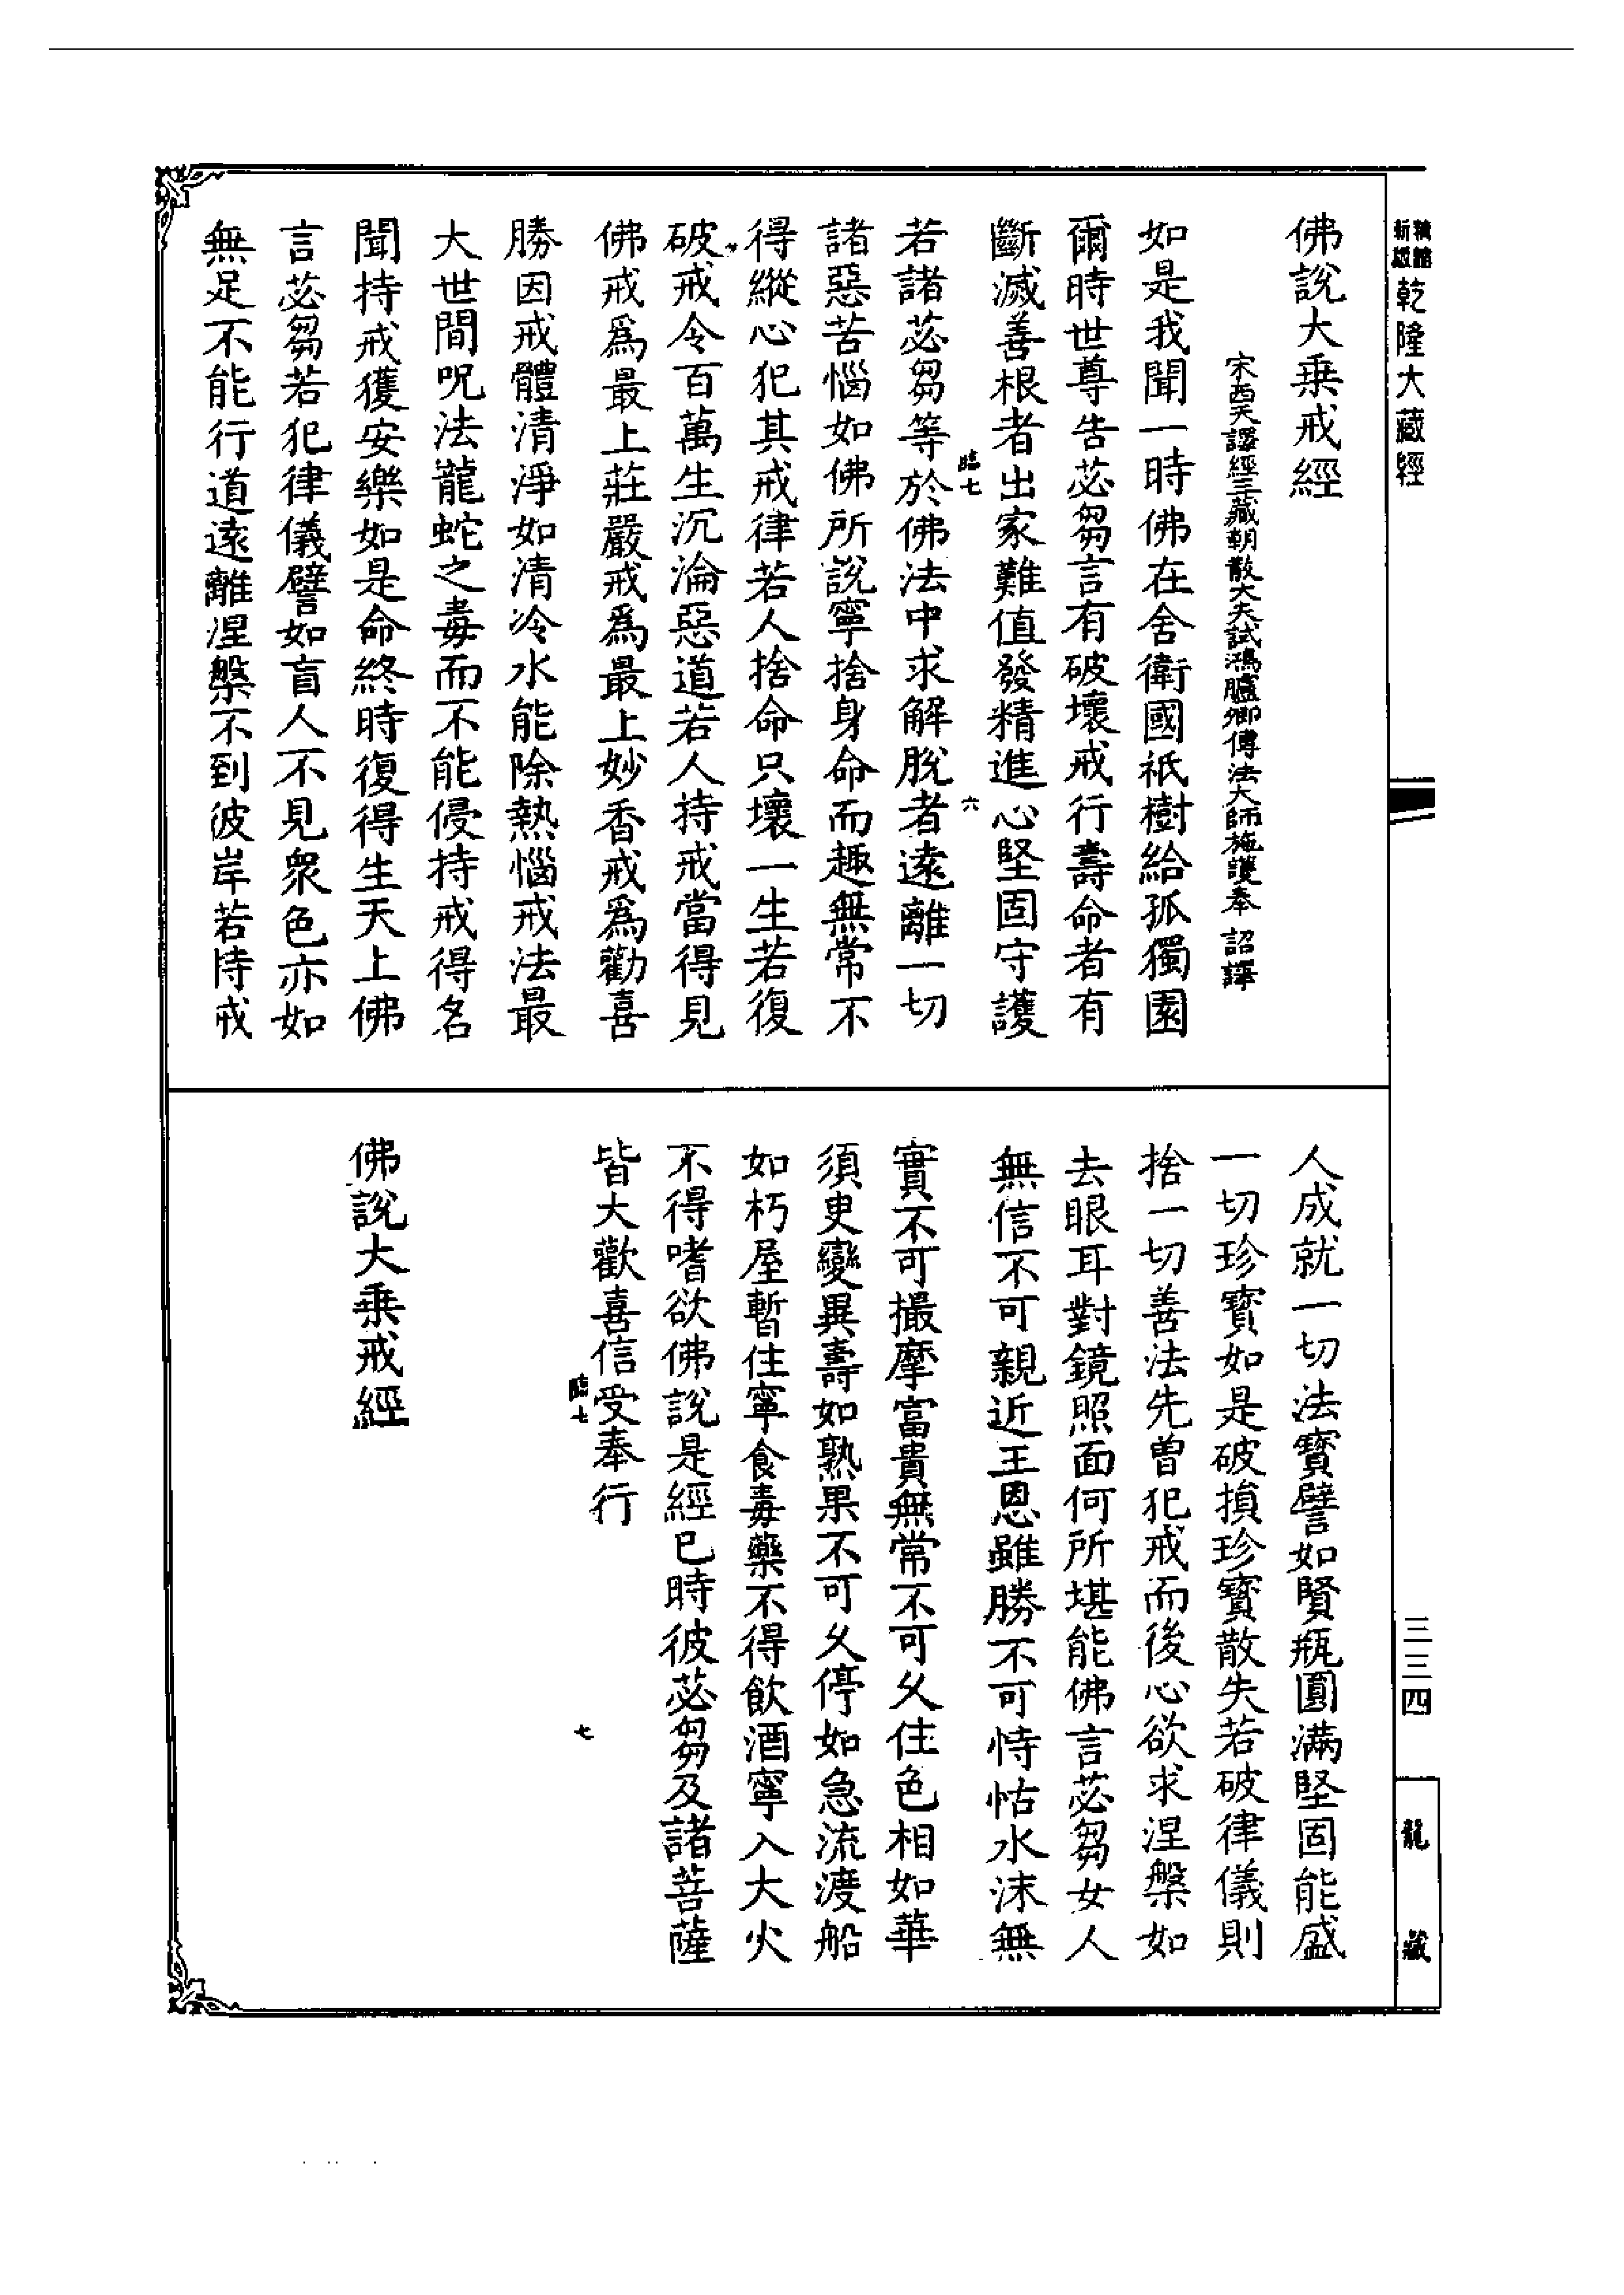 新版
乾隆大藏經
佛說大乗戒經
宋西天譯經三藏朝散大夫試鴻臚卿傳法大師施護奉 詔譯
如是我聞一時佛在舍衛國祇樹給孤獨園
爾時世尊告苾芻言有破壞戒行壽命者有
斷滅善根者出家難值發精進心堅固守護
臨七
六
若諸苾芻等於佛法中求解脫者遠離一切
諸惡苦惱如佛所說寧捨身命而趣無常不
得縱心犯其戒律若人捨命只壞一生若復
破戒令百萬生沉淪惡道若人持戒當得見
佛戒爲最上莊嚴戒爲最上妙香戒爲勸喜
勝因戒體清淨如清冷水能除熱惱戒法最
大世間呪法龍蛇之毒而不能侵持戒得名
聞持戒獲安樂如是命終時復得生天上佛
言苾芻若犯律儀譬如盲人不見衆色亦如
無足不能行道遠離涅槃不到彼岸若持戒
人成就一切法寶譬如賢瓶圓滿堅固能盛
一切珍寶如是破損珍寶散失若破律儀則
捨一切善法先曾犯戒而後心欲求涅槃如
去眼耳對鏡照面何所堪能佛言苾芻女人
無信不可親近王恩雖勝不可恃怙水沫無
實不可撮摩富貴無常不可久住色相如華
須臾變異壽如熟果不可久停如急流渡船
如朽屋暫住寧食毒藥不得飲酒寧入大火
不得嗜欲佛說是經已時彼苾芻及諸菩薩
皆大歡喜信受奉行
臨七
七
佛說大乗戒經
三三四
龍藏